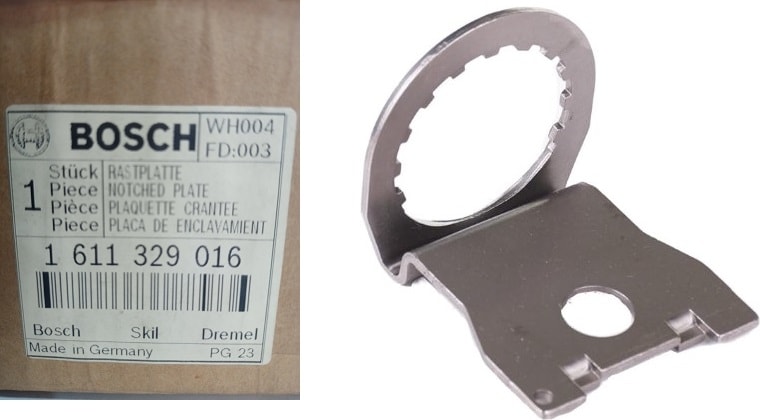 BOSCH
WH004
FD:003
1
Stück RASTPLATTE
Piece NOTCHED PLATE
Pièce PLAQUETTE CRANTEE
Piece PLACA DE ENCLAVAMIENT
1 611 329 016
Bosch Skil Dremel
Made in Germany PG 23